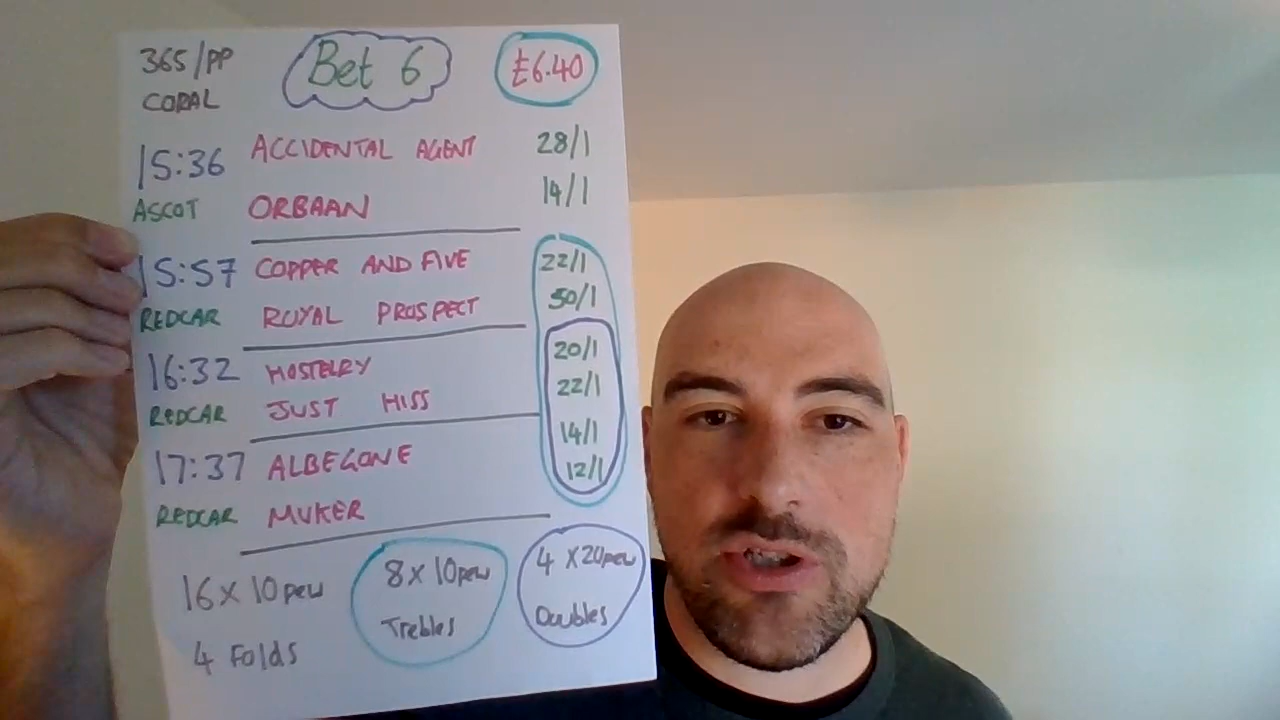 365/PP Bet 6 £6.40
CORAL
15:36 ACCIDENTAL AGENT 28/1
ASCOT ORBAAN 14/1
15:57 COPPER AND FIVE 22/1
REDCAR ROYAL PROSPECT 50/1
16:32 HOSTELRY 20/1
REDCAR JUST HISS 22/1
17:37 ALBEGONE 14/1
REDCAR MUKER 12/1
16 x 10pew 8 x 10pew 4 x 20pew
4 Folds Trebles Doubles